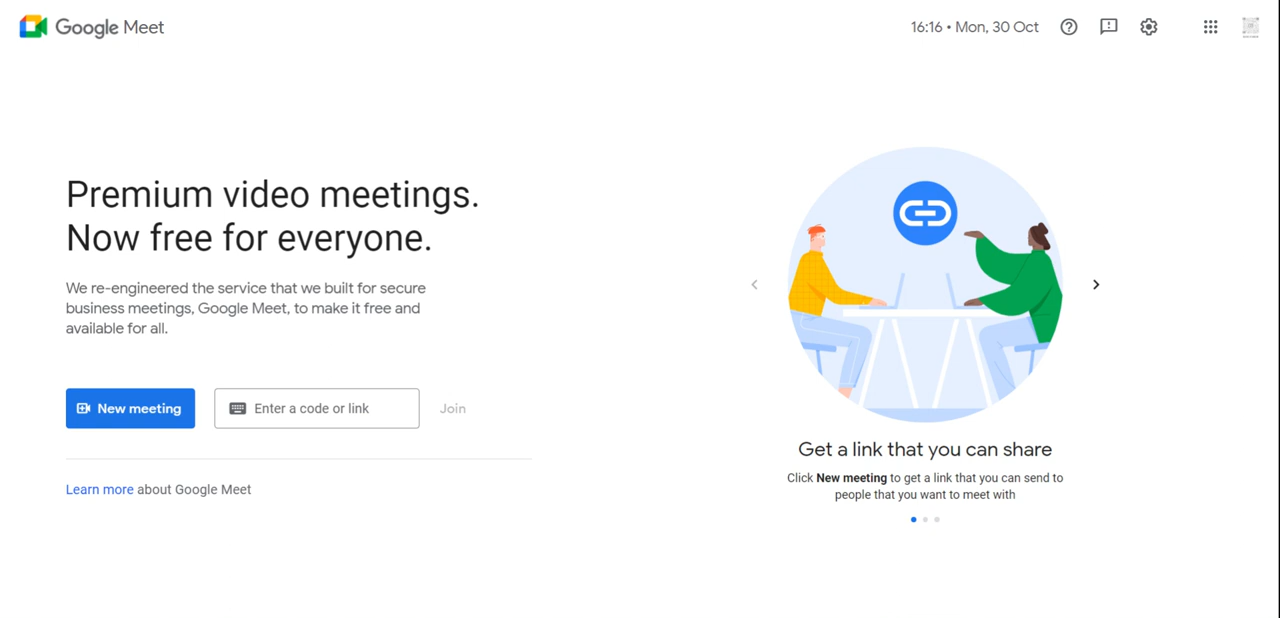 Google Meet
16:16 • Mon, 30 Oct
Premium video meetings.
Now free for everyone.
We re-engineered the service that we built for secure
business meetings, Google Meet, to make it free and
available for all.
New meeting
Enter a code or link
Join
Learn more about Google Meet
Get a link that you can share
Click New meeting to get a link that you can send to
people that you want to meet with